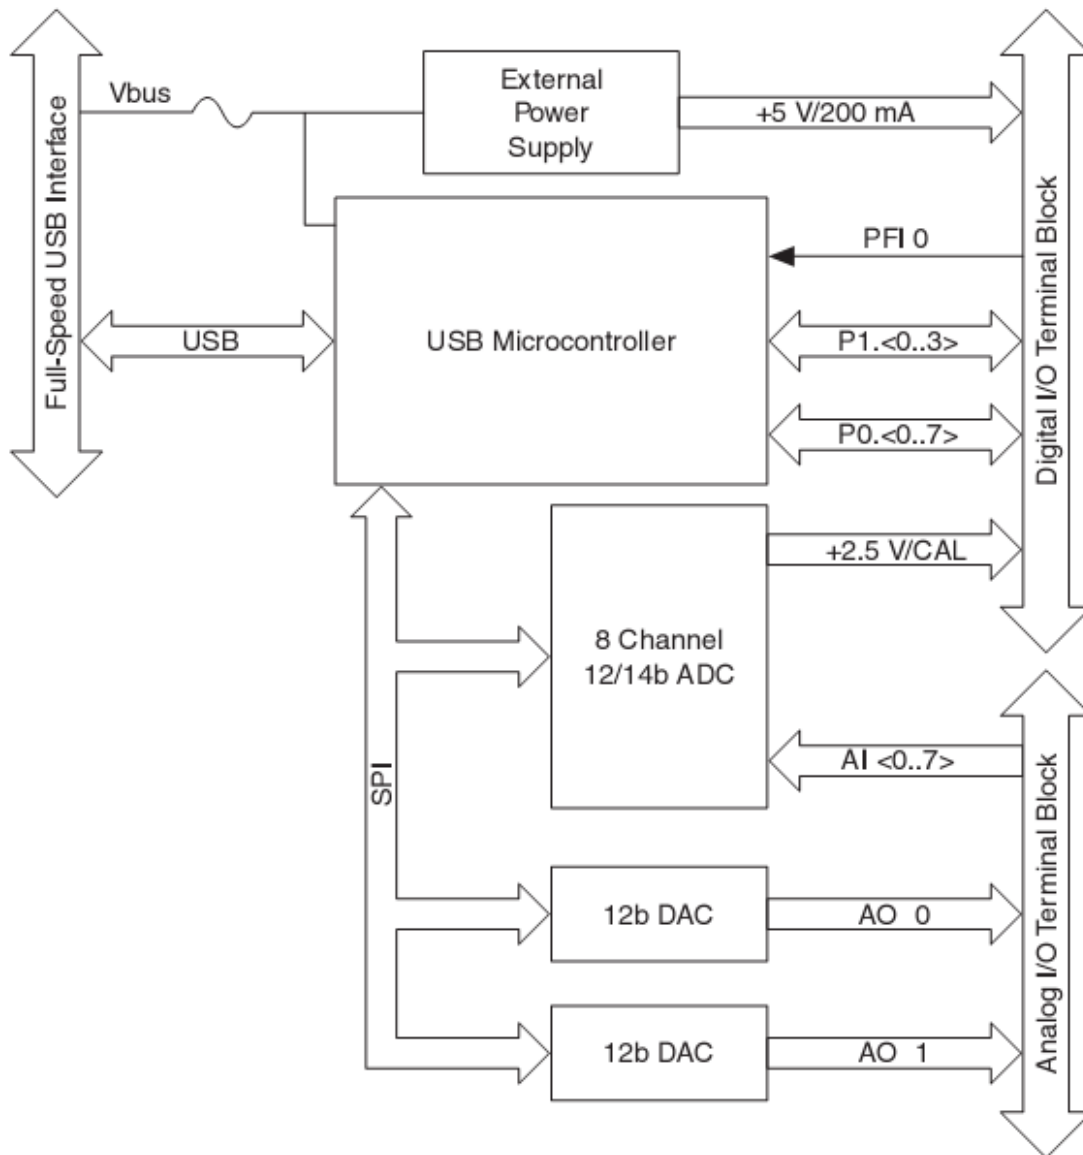 Full-Speed USB Interface
Vbus
External
Power
Supply
+5 V/200 mA
USB
USB Microcontroller
PFI 0
P1.<0..3>
P0.<0..7>
Digital I/O Terminal Block
+2.5 V/CAL
8 Channel
12/14b ADC
AI <0..7>
SPI
12b DAC
AO 0
12b DAC
AO 1
Analog I/O Terminal Block